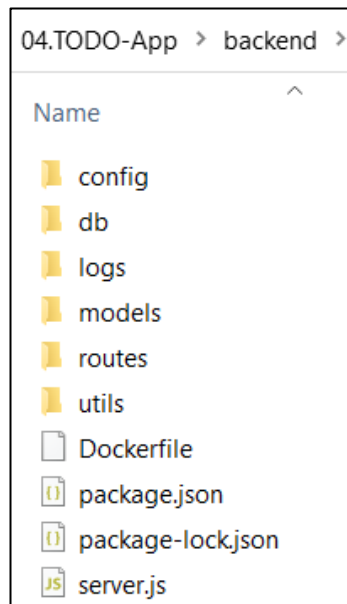 04.TODO-App > backend >
Name
config
db
logs
models
routes
utils
Dockerfile
package.json
package-lock.json
server.js